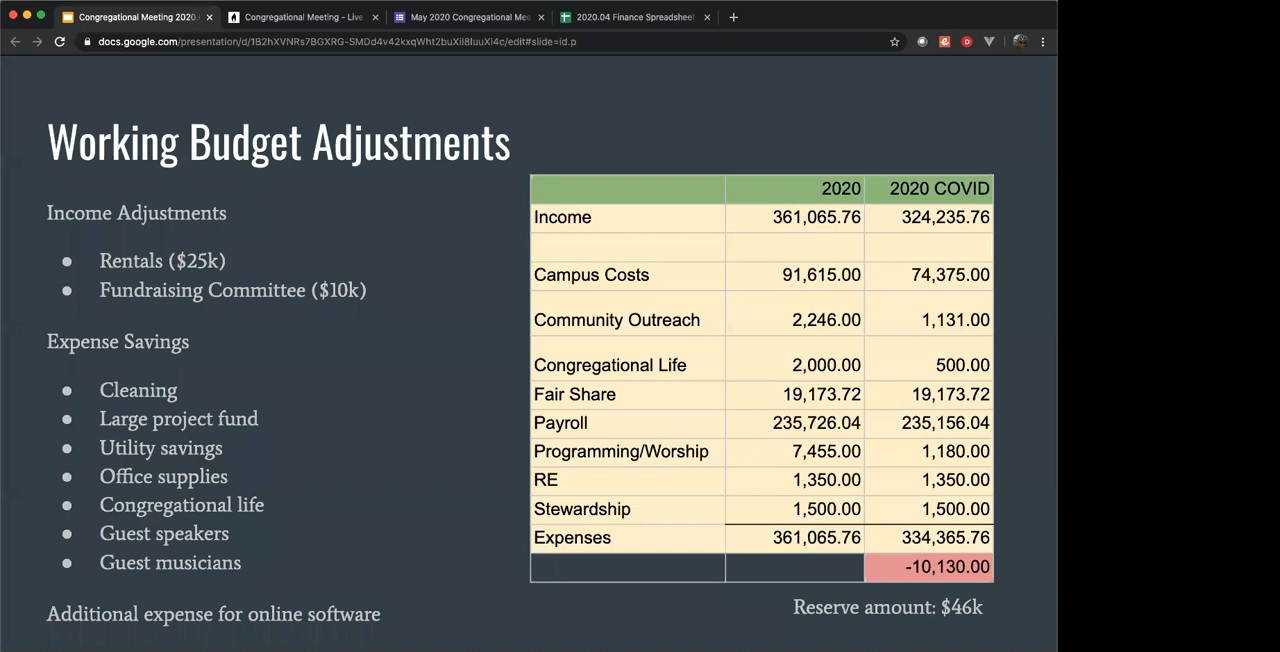 Congregational Meeting 2020.
Congregational Meeting - Live
May 2020 Congregational Mee
2020.04 Finance Spreadsheet
docs.google.com/presentation/d/1B2hXVNRs7BGXRG-SMDd4v42kxqWht2buXil8IuuXi4c/edit#slide=id.p
Working Budget Adjustments
Income Adjustments
● Rentals ($25k)
● Fundraising Committee ($10k)
Expense Savings
● Cleaning
● Large project fund
● Utility savings
● Office supplies
● Congregational life
● Guest speakers
● Guest musicians
Additional expense for online software
2020 2020 COVID
Income 361,065.76 324,235.76
Campus Costs 91,615.00 74,375.00
Community Outreach 2,246.00 1,131.00
Congregational Life 2,000.00 500.00
Fair Share 19,173.72 19,173.72
Payroll 235,726.04 235,156.04
Programming/Worship 7,455.00 1,180.00
RE 1,350.00 1,350.00
Stewardship 1,500.00 1,500.00
Expenses 361,065.76 334,365.76
-10,130.00
Reserve amount: $46k